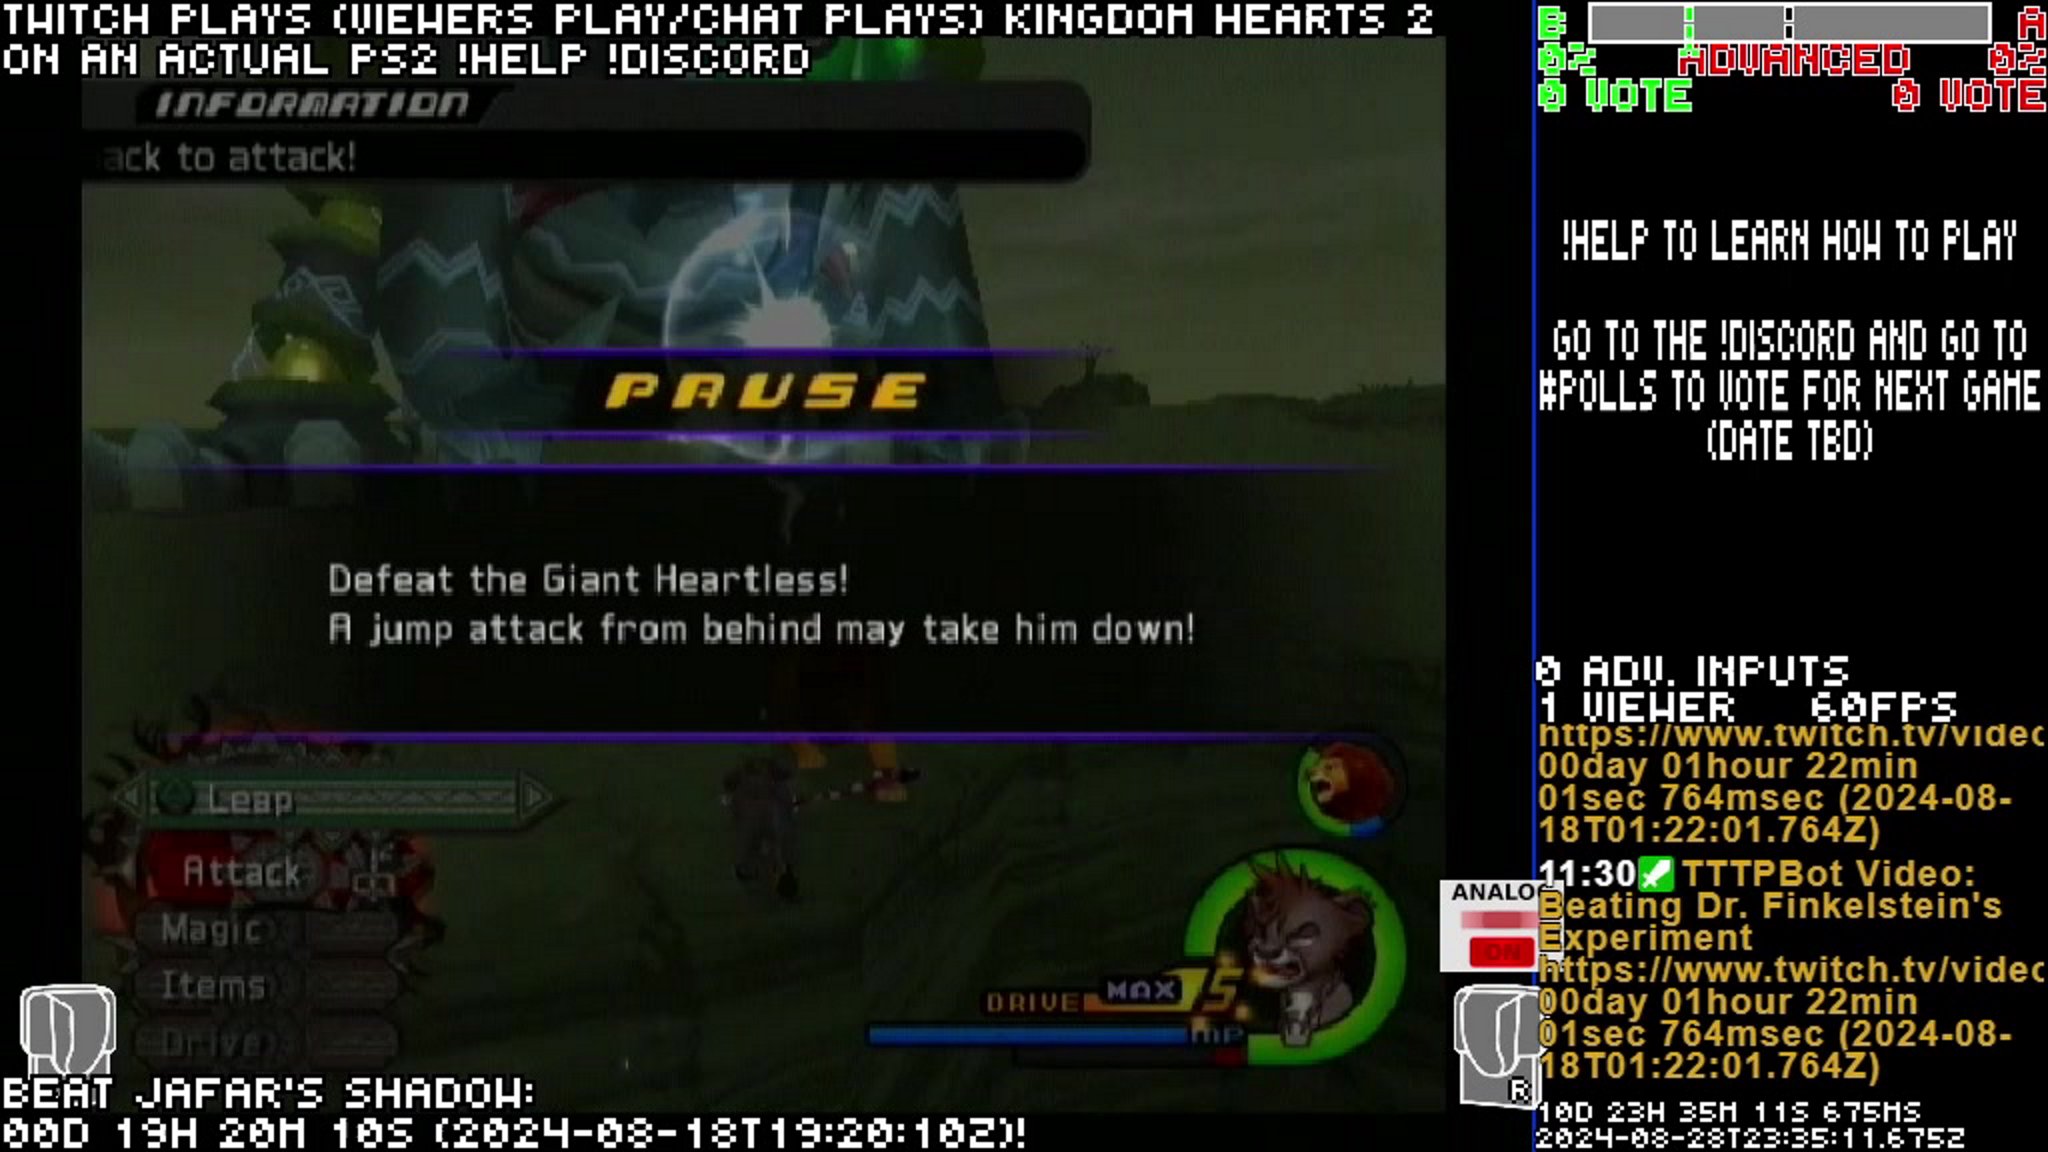 TWITCH PLAYS (VIEWERS PLAY/CHAT PLAYS) KINGDOM HEARTS 2
ON AN ACTUAL PS2 !HELP !DISCORD
INFORMATION
ack to attack!
PAUSE
Defeat the Giant Heartless!
A jump attack from behind may take him down!
Leap
Attack
Magic
Items
Drive
DRIVE MAX 5
MP
BEAT JAFAR'S SHADOW:
00D 19H 20M 10S (2024-08-18T19:20:10Z)!
B A
0% ADVANCED 0%
0 VOTE 0 VOTE
!HELP TO LEARN HOW TO PLAY
GO TO THE !DISCORD AND GO TO
#POLLS TO VOTE FOR NEXT GAME
(DATE TBD)
0 ADV. INPUTS
1 VIEWER 60FPS
https://www.twitch.tv/videc
00day 01hour 22min
01sec 764msec (2024-08-
18T01:22:01.764Z)
11:30 TTTPBot Video:
Beating Dr. Finkelstein's
Experiment
https://www.twitch.tv/videc
00day 01hour 22min
01sec 764msec (2024-08-
18T01:22:01.764Z)
ANALOG
ON
R
10D 23H 35M 11S 675MS
2024-08-28T23:35:11.675Z